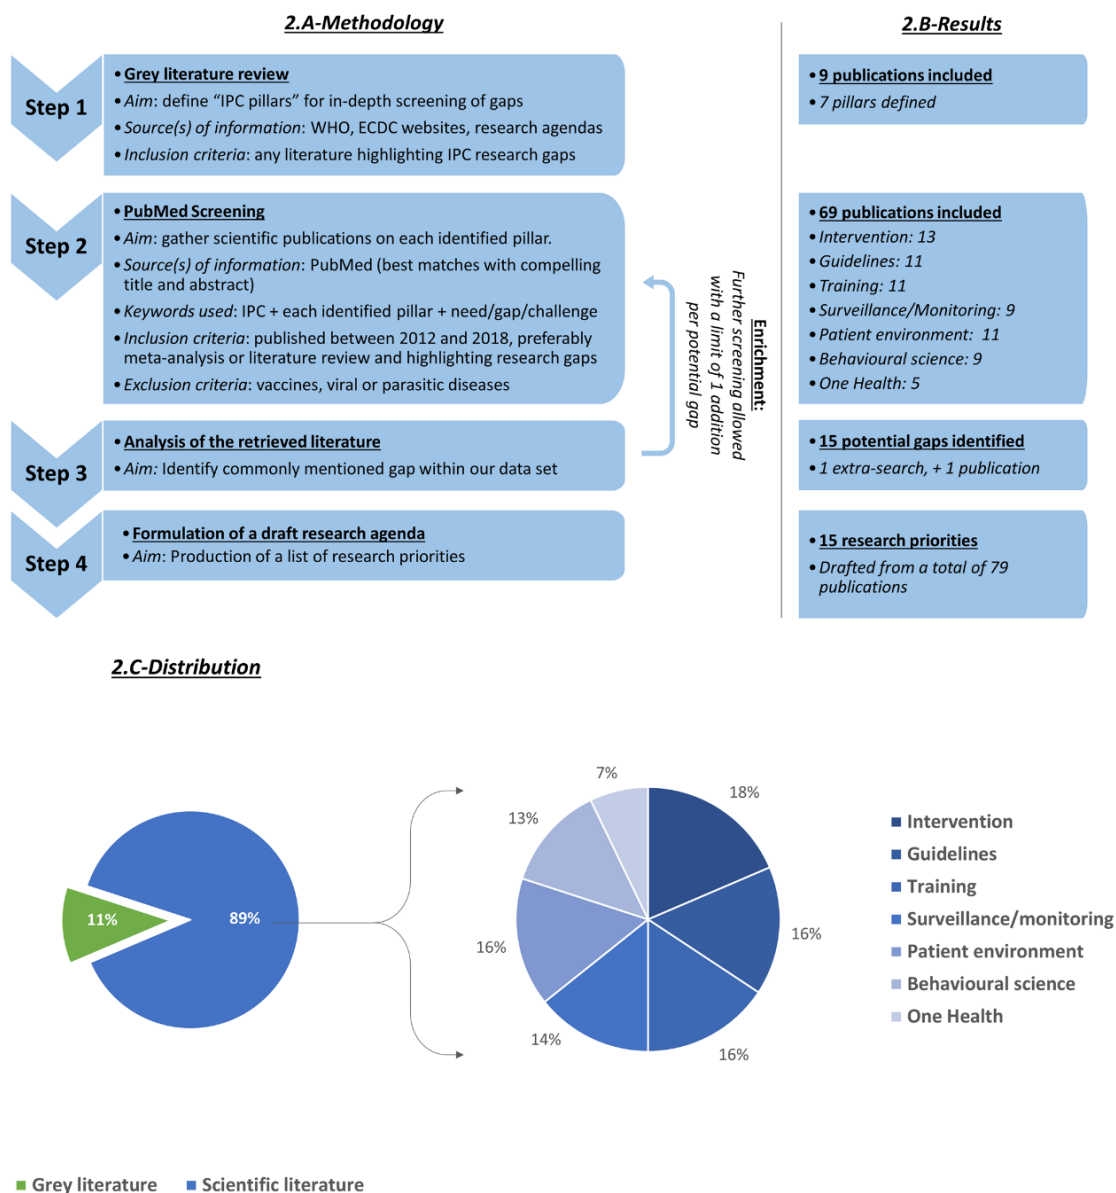 2.A-Methodology
2.B-Results
Step 1
• Grey literature review
• Aim: define “IPC pillars” for in-depth screening of gaps
• Source(s) of information: WHO, ECDC websites, research agendas
• Inclusion criteria: any literature highlighting IPC research gaps
• 9 publications included
• 7 pillars defined
Step 2
• PubMed Screening
• Aim: gather scientific publications on each identified pillar.
• Source(s) of information: PubMed (best matches with compelling
title and abstract)
• Keywords used: IPC + each identified pillar + need/gap/challenge
• Inclusion criteria: published between 2012 and 2018, preferably
meta-analysis or literature review and highlighting research gaps
• Exclusion criteria: vaccines, viral or parasitic diseases
Enrichment:
Further screening allowed
with a limit of 1 addition
per potential gap
• 69 publications included
• Intervention: 13
• Guidelines: 11
• Training: 11
• Surveillance/Monitoring: 9
• Patient environment: 11
• Behavioural science: 9
• One Health: 5
Step 3
• Analysis of the retrieved literature
• Aim: Identify commonly mentioned gap within our data set
• 15 potential gaps identified
• 1 extra-search, + 1 publication
Step 4
• Formulation of a draft research agenda
• Aim: Production of a list of research priorities
• 15 research priorities
• Drafted from a total of 79
publications
2.C-Distribution
11%
89%
7%
18%
13%
16%
16%
14%
16%
Intervention
Guidelines
Training
Surveillance/monitoring
Patient environment
Behavioural science
One Health
Grey literature
Scientific literature